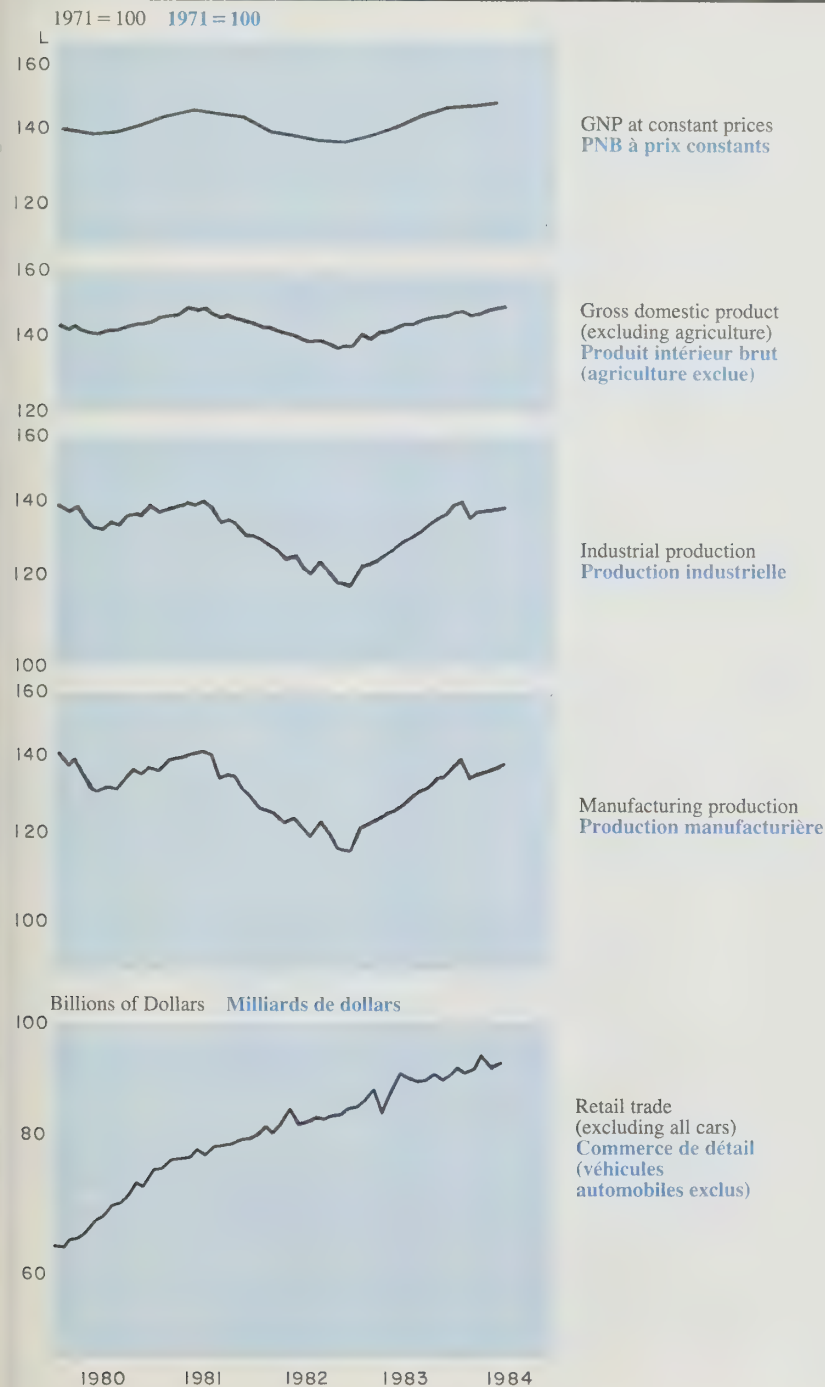 1971 = 100 1971 = 100
L
160
140
120
GNP at constant prices
PNB à prix constants
160
140
120
Gross domestic product
(excluding agriculture)
Produit intérieur brut
(agriculture exclue)
160
140
120
100
Industrial production
Production industrielle
160
140
120
100
Manufacturing production
Production manufacturière
Billions of Dollars Milliards de dollars
100
80
60
Retail trade
(excluding all cars)
Commerce de détail
(véhicules
automobiles exclus)
1980 1981 1982 1983 1984